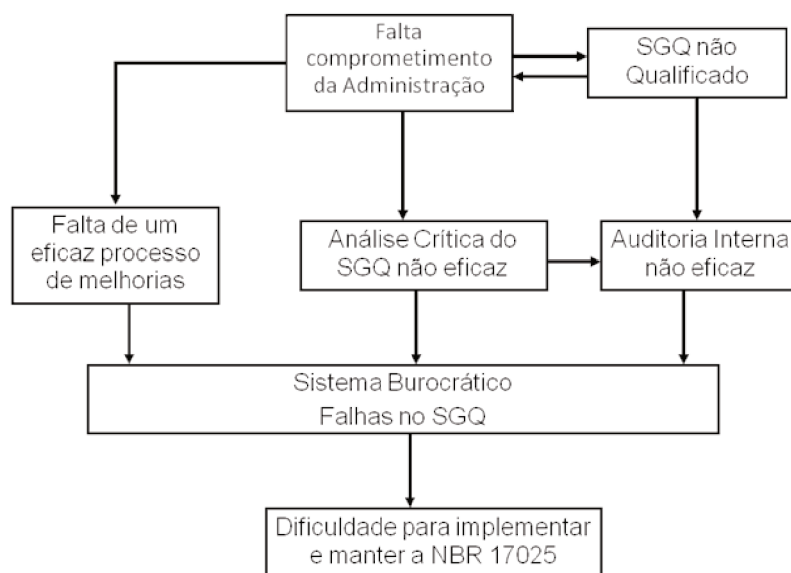 Falta
comprometimento
da Administração
SGQ não
Qualificado
Falta de um
eficaz processo
de melhorias
Análise Crítica do
SGQ não eficaz
Auditoria Interna
não eficaz
Sistema Burocrático
Falhas no SGQ
Dificuldade para implementar
e manter a NBR 17025